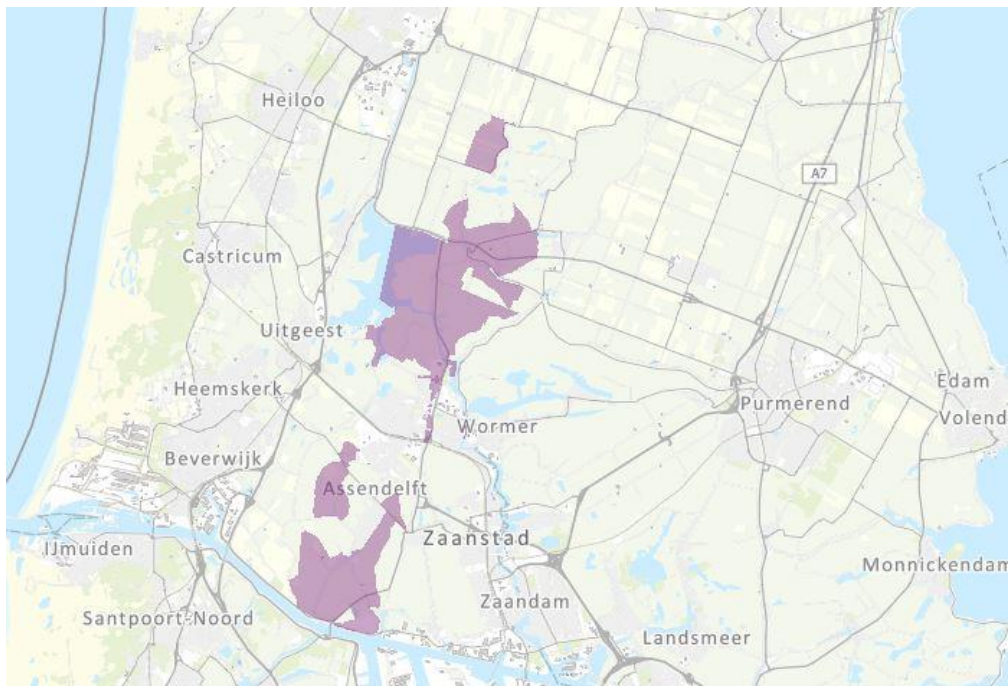 Heiloo
A7
Castricum
Uitgeest
Heemskerk
Edam
Purmerend
Volend
Wormer
Beverwijk
Assendelft
Zaanstad
IJmuiden
Monnickendam
Zaandam
Santpoort-Noord
Landsmeer